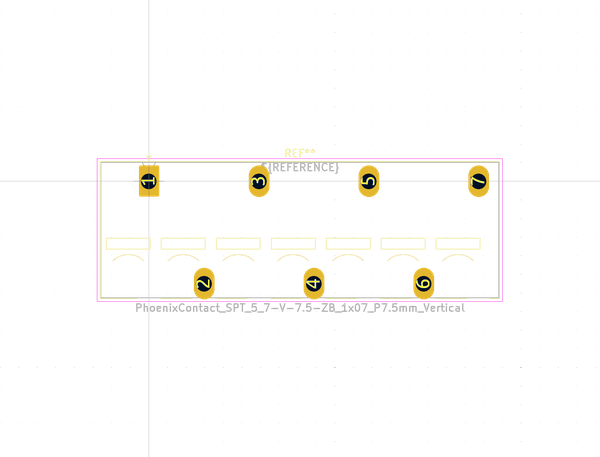 REF**
${REFERENCE}
1
3
5
7
2
4
6
PhoenixContact_SPT_5_7-V-7.5-ZB_1x07_P7.5mm_Vertical